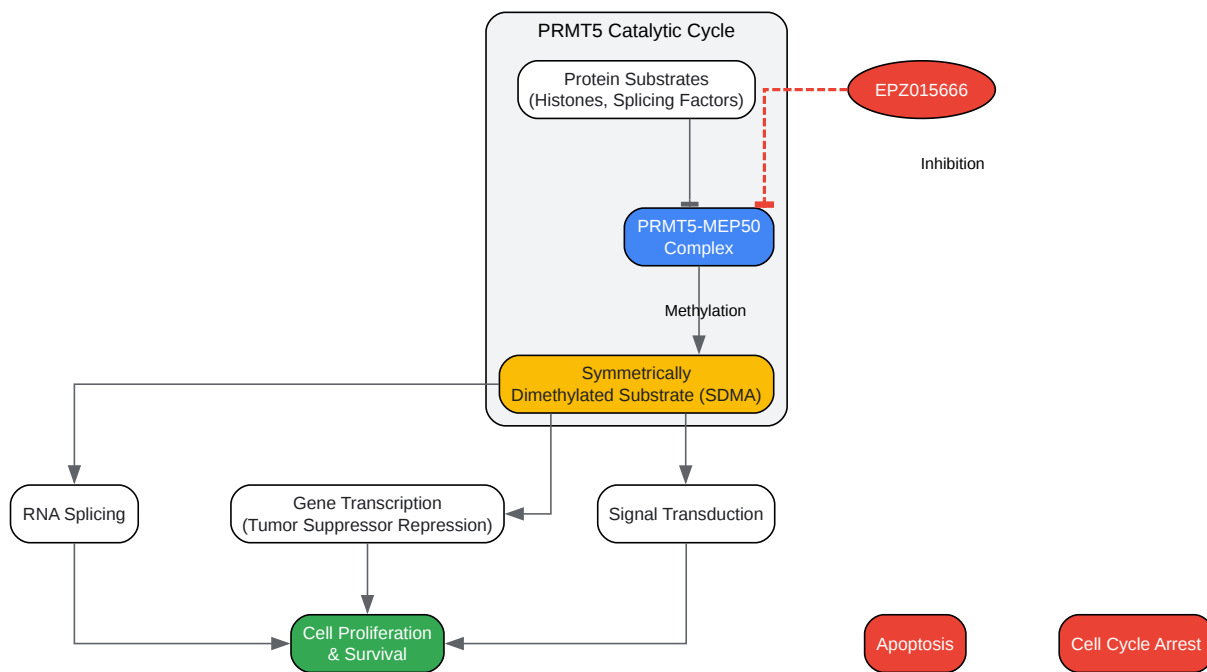 PRMT5 Catalytic Cycle
Protein Substrates
(Histones, Splicing Factors)
EPZ015666
Inhibition
PRMT5-MEP50
Complex
Methylation
Symmetrically
Dimethylated Substrate (SDMA)
RNA Splicing
Gene Transcription
(Tumor Suppressor Repression)
Signal Transduction
Cell Proliferation
& Survival
Apoptosis
Cell Cycle Arrest